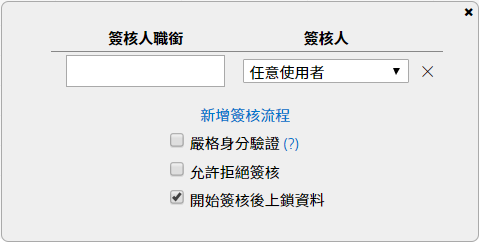 簽核人職銜 簽核人
任意使用者
新增簽核流程
嚴格身分驗證 (?)
允許拒絕簽核
開始簽核後上鎖資料